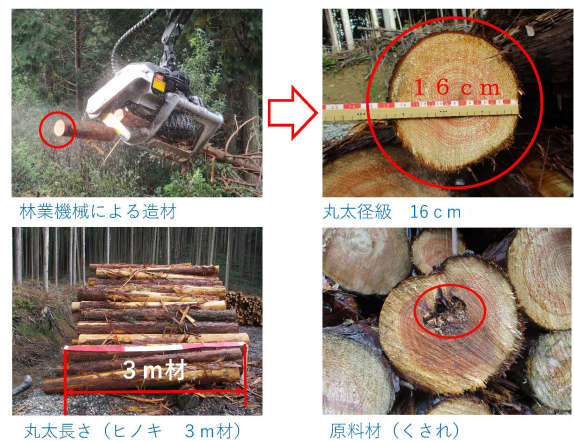 １６ｃｍ
林業機械による造材
丸太径級　16ｃｍ
３ｍ材
丸太長さ（ヒノキ　３ｍ材）
原料材（くされ）